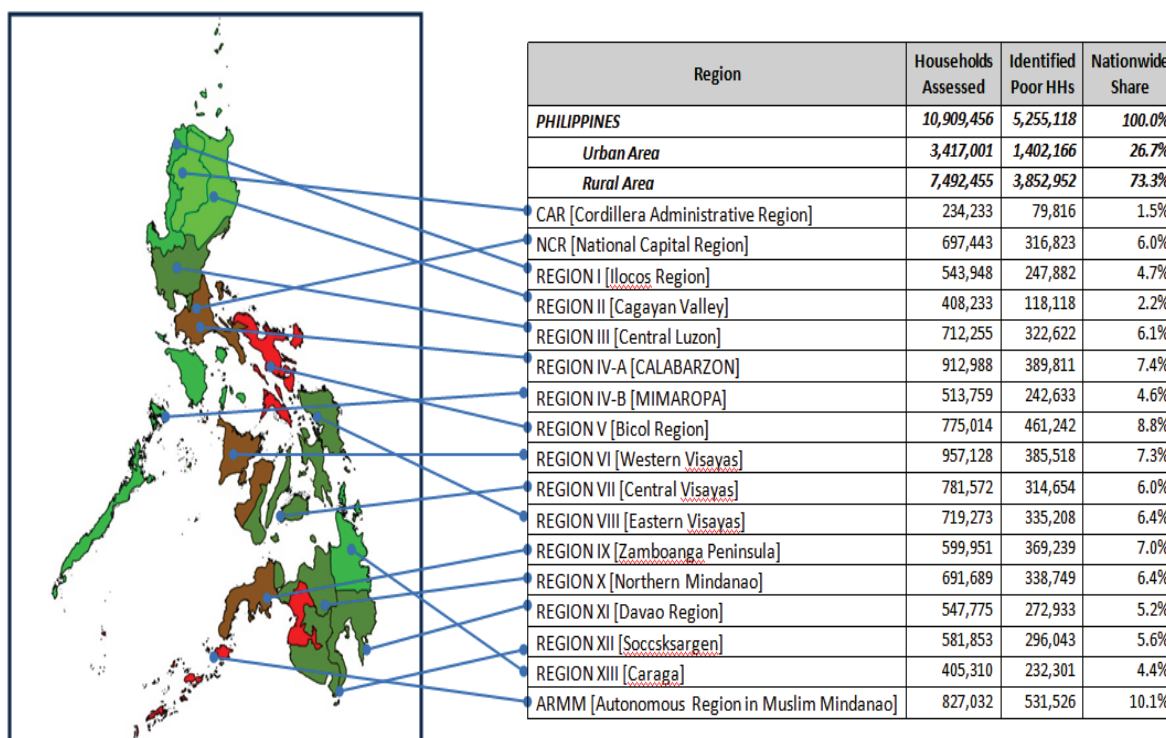 Region Households Assessed Identified Poor HHs Nationwide Share
PHILIPPINES 10,909,456 5,255,118 100.0%
Urban Area 3,417,001 1,402,166 26.7%
Rural Area 7,492,455 3,852,952 73.3%
CAR [Cordillera Administrative Region] 234,233 79,816 1.5%
NCR [National Capital Region] 697,443 316,823 6.0%
REGION I [Ilocos Region] 543,948 247,882 4.7%
REGION II [Cagayan Valley] 408,233 118,118 2.2%
REGION III [Central Luzon] 712,255 322,622 6.1%
REGION IV-A [CALABARZON] 912,988 389,811 7.4%
REGION IV-B [MIMAROPA] 513,759 242,633 4.6%
REGION V [Bicol Region] 775,014 461,242 8.8%
REGION VI [Western Visayas] 957,128 385,518 7.3%
REGION VII [Central Visayas] 781,572 314,654 6.0%
REGION VIII [Eastern Visayas] 719,273 335,208 6.4%
REGION IX [Zamboanga Peninsula] 599,951 369,239 7.0%
REGION X [Northern Mindanao] 691,689 338,749 6.4%
REGION XI [Davao Region] 547,775 272,933 5.2%
REGION XII [Soccsksargen] 581,853 296,043 5.6%
REGION XIII [Caraga] 405,310 232,301 4.4%
ARMM [Autonomous Region in Muslim Mindanao] 827,032 531,526 10.1%